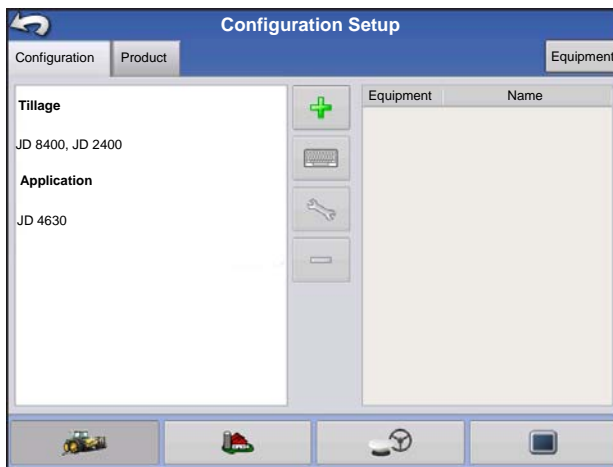 Configuration Setup
Configuration Product Equipment
Equipment Name
Tillage
JD 8400, JD 2400
Application
JD 4630